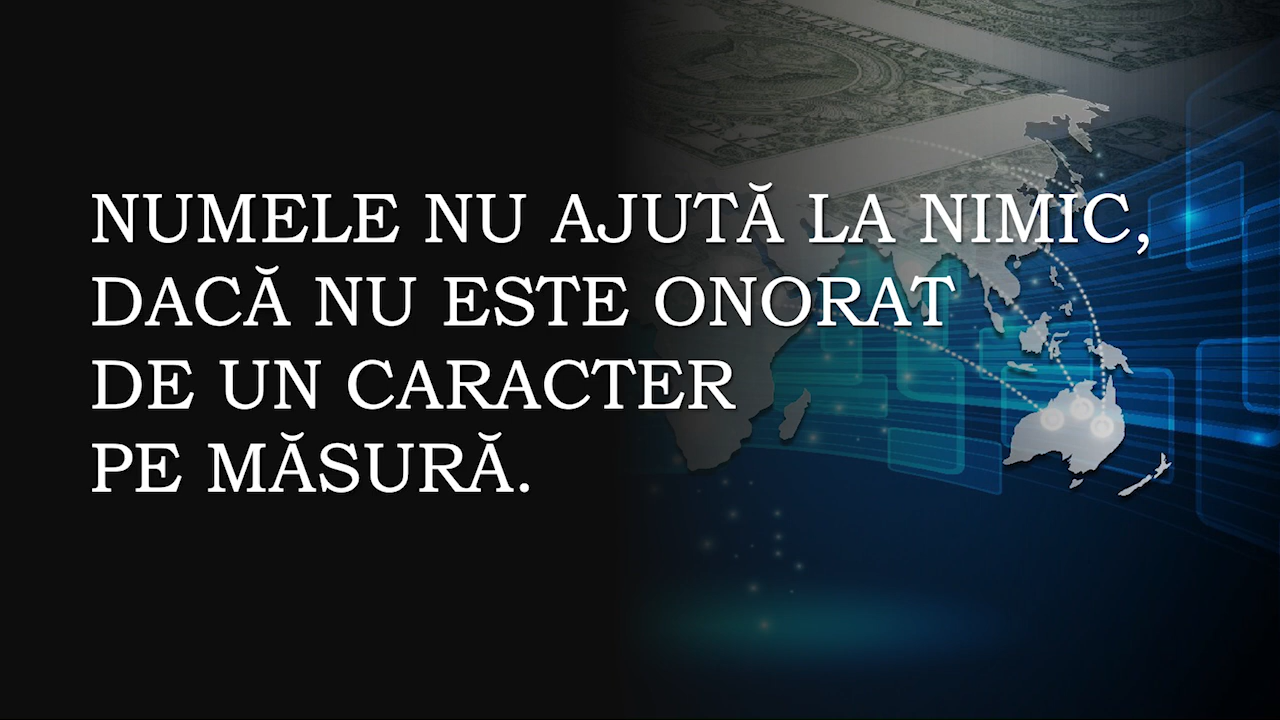 NUMELE NU AJUTĂ LA NIMIC,
DACĂ NU ESTE ONORAT
DE UN CARACTER
PE MĂSURĂ.